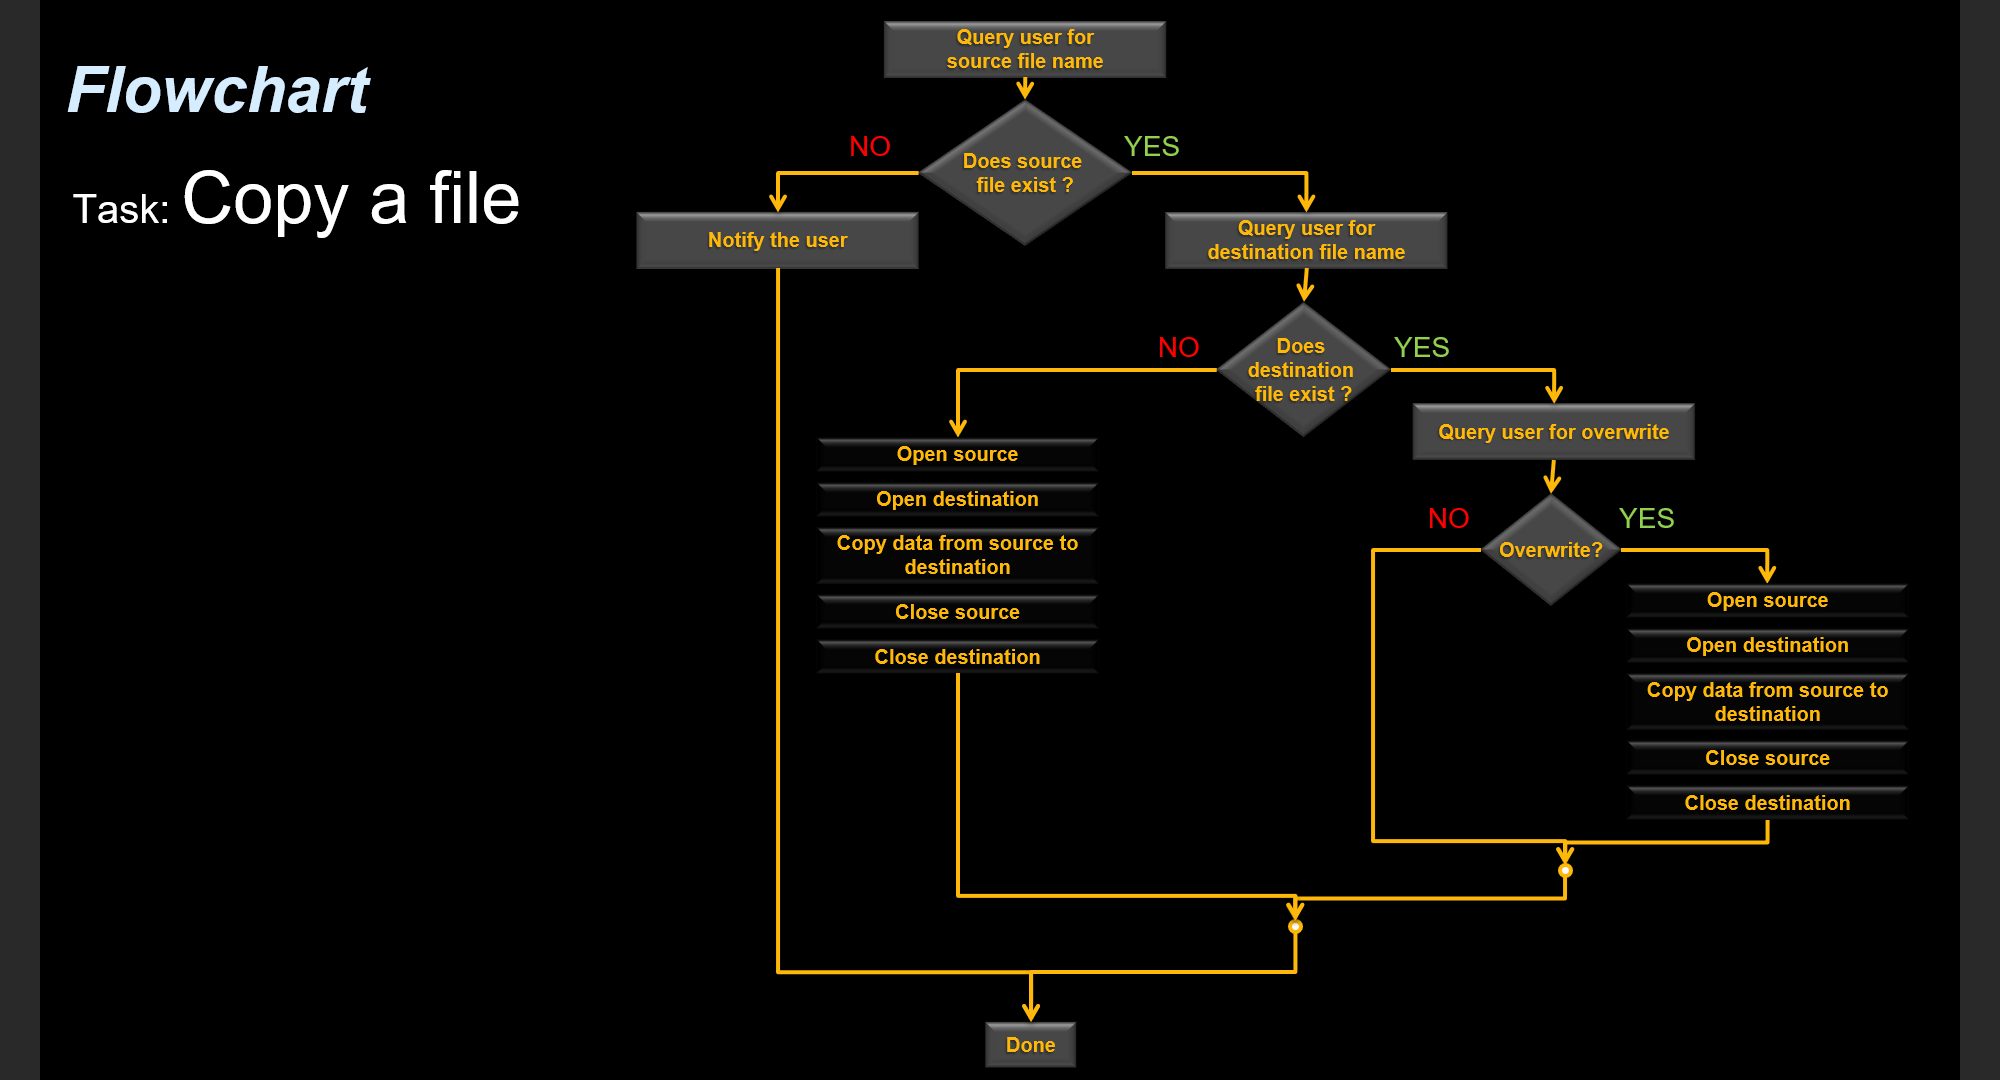 Flowchart
Task: Copy a file
Query user for
source file name
NO
YES
Does source
file exist ?
Notify the user
Query user for
destination file name
NO
YES
Does
destination
file exist ?
Query user for overwrite
Open source
Open destination
Copy data from source to
destination
Close source
Close destination
NO
YES
Overwrite?
Open source
Open destination
Copy data from source to
destination
Close source
Close destination
Done